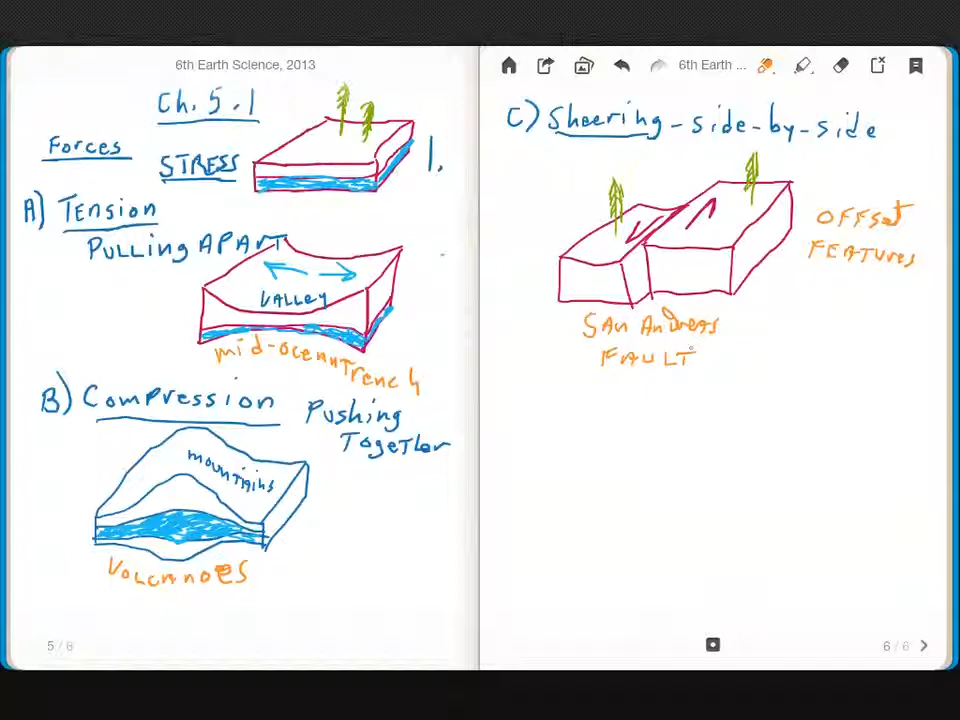 6th Earth Science, 2013
Ch. 5.1
Forces
STRESS
1.
A) Tension
PULLING APART
VALLEY
mid-ocean Trench
B) Compression
Pushing
Together
mountains
Volcanoes
5 / 6
6th Earth ...
C) Sheering - side-by-side
OFFSet
FEATURES
SAN Andreas
FAULT
6 / 6